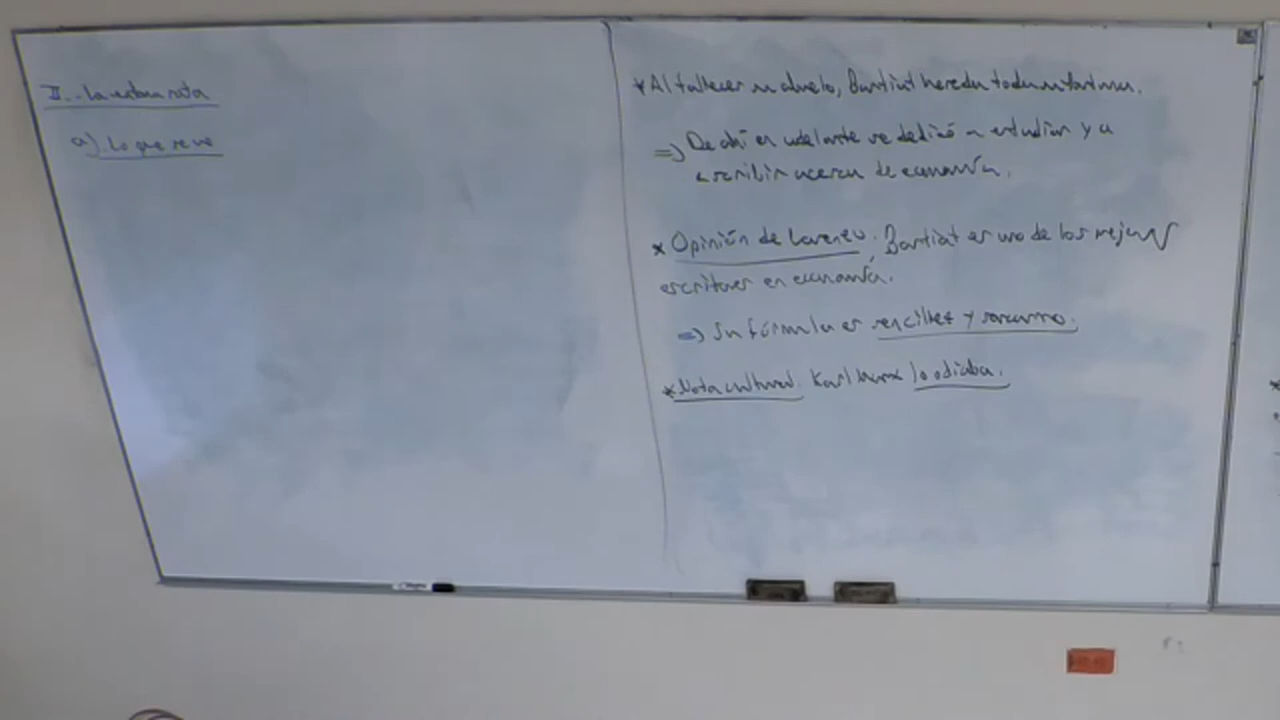 II.- La ventana rota
a) Lo que se ve
* Al fallecer su abuelo, Bastiat hereda toda su fortuna.
=> De ahí en adelante se dedicó a estudiar y a
escribir acerca de economía.
* Opinión de Lorenzo. Bastiat es uno de los mejores
escritores en economía.
=> Su fórmula es sencillez y sarcasmo.
* Nota cultural. Karl Marx lo odiaba.